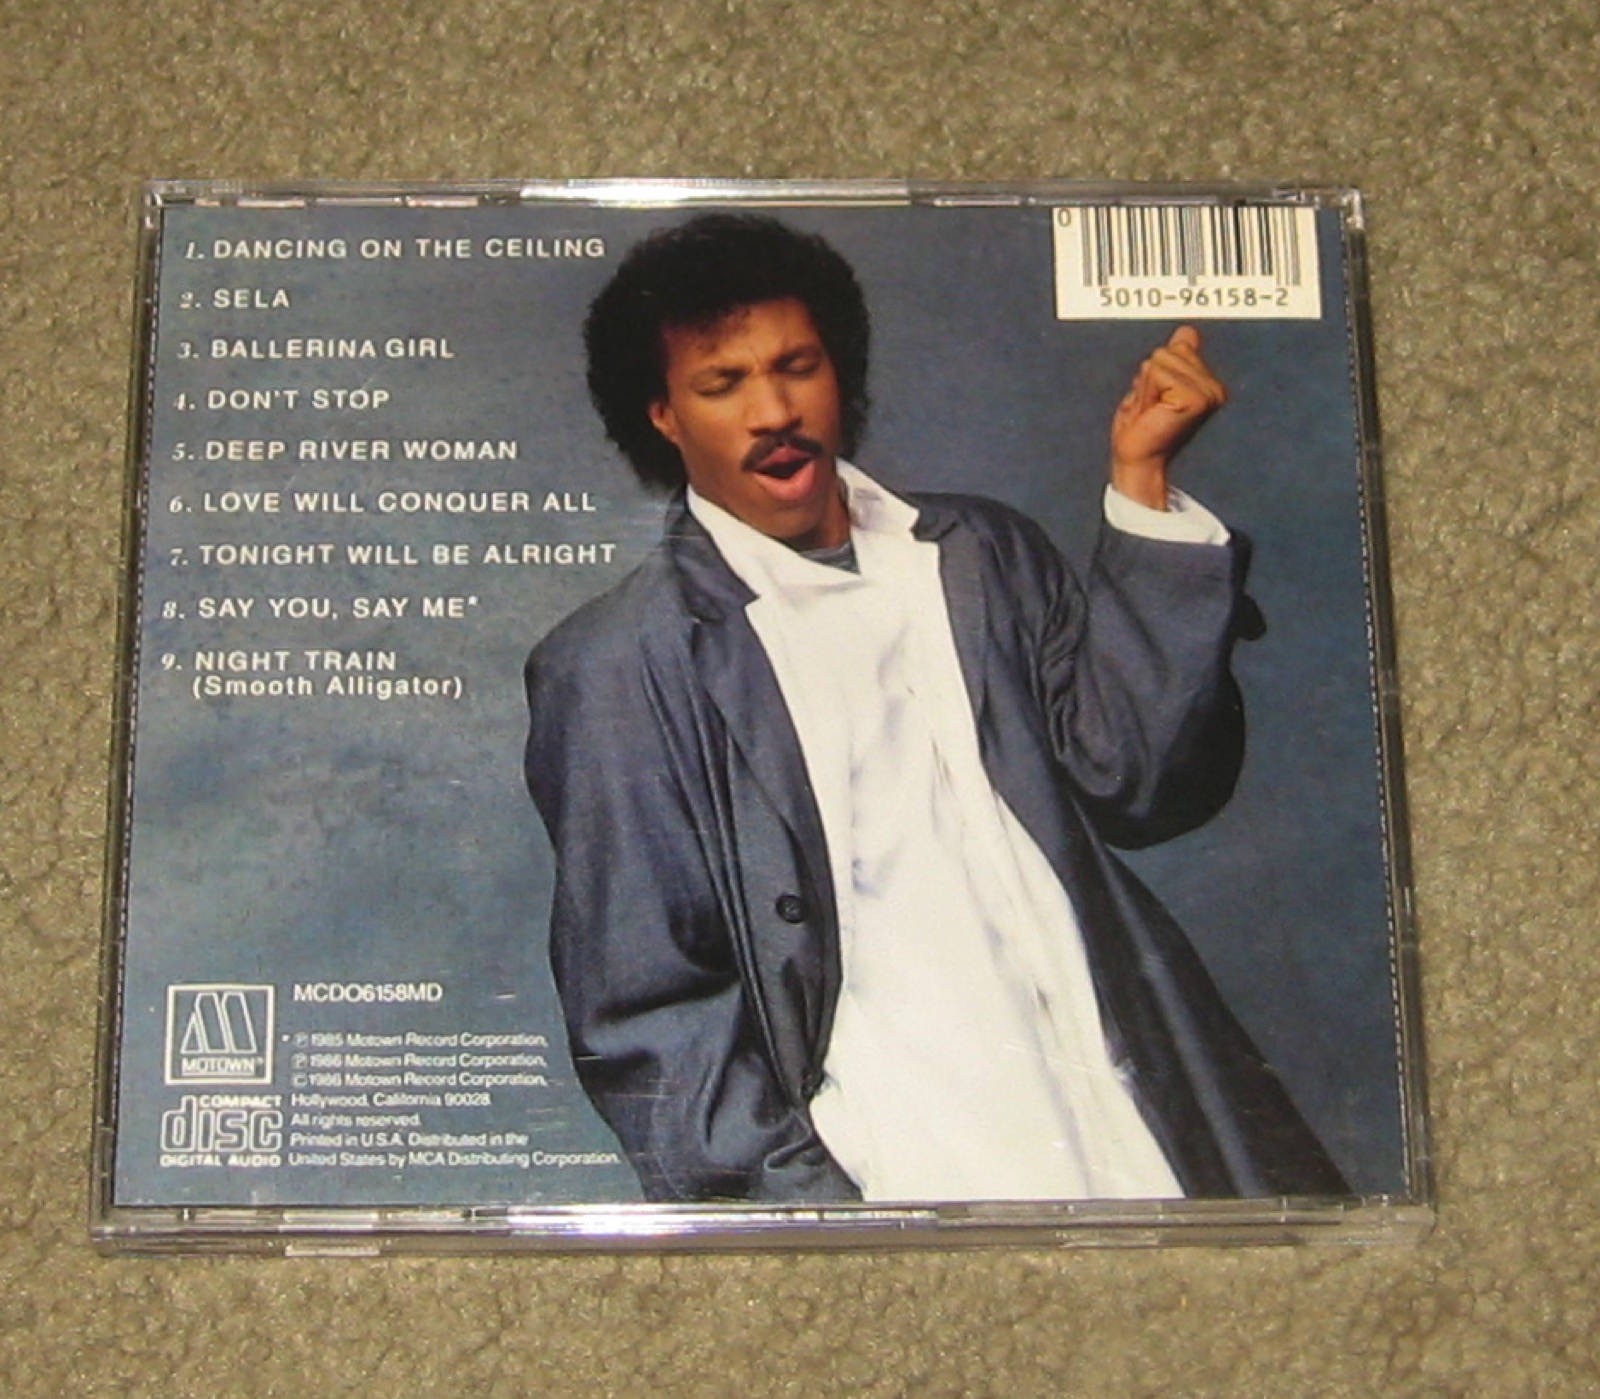 1. DANCING ON THE CEILING
2. SELA
3. BALLERINA GIRL
4. DON'T STOP
5. DEEP RIVER WOMAN
6. LOVE WILL CONQUER ALL
7. TONIGHT WILL BE ALRIGHT
8. SAY YOU, SAY ME*
9. NIGHT TRAIN
(Smooth Alligator)
0
5010-96158-2
MCDO6158MD
MOTOWN®
* ℗ 1985 Motown Record Corporation,
℗ 1986 Motown Record Corporation,
© 1986 Motown Record Corporation,
Hollywood, California 90028
All rights reserved.
Printed in U.S.A. Distributed in the
United States by MCA Distributing Corporation.
COMPACT
disc
DIGITAL AUDIO